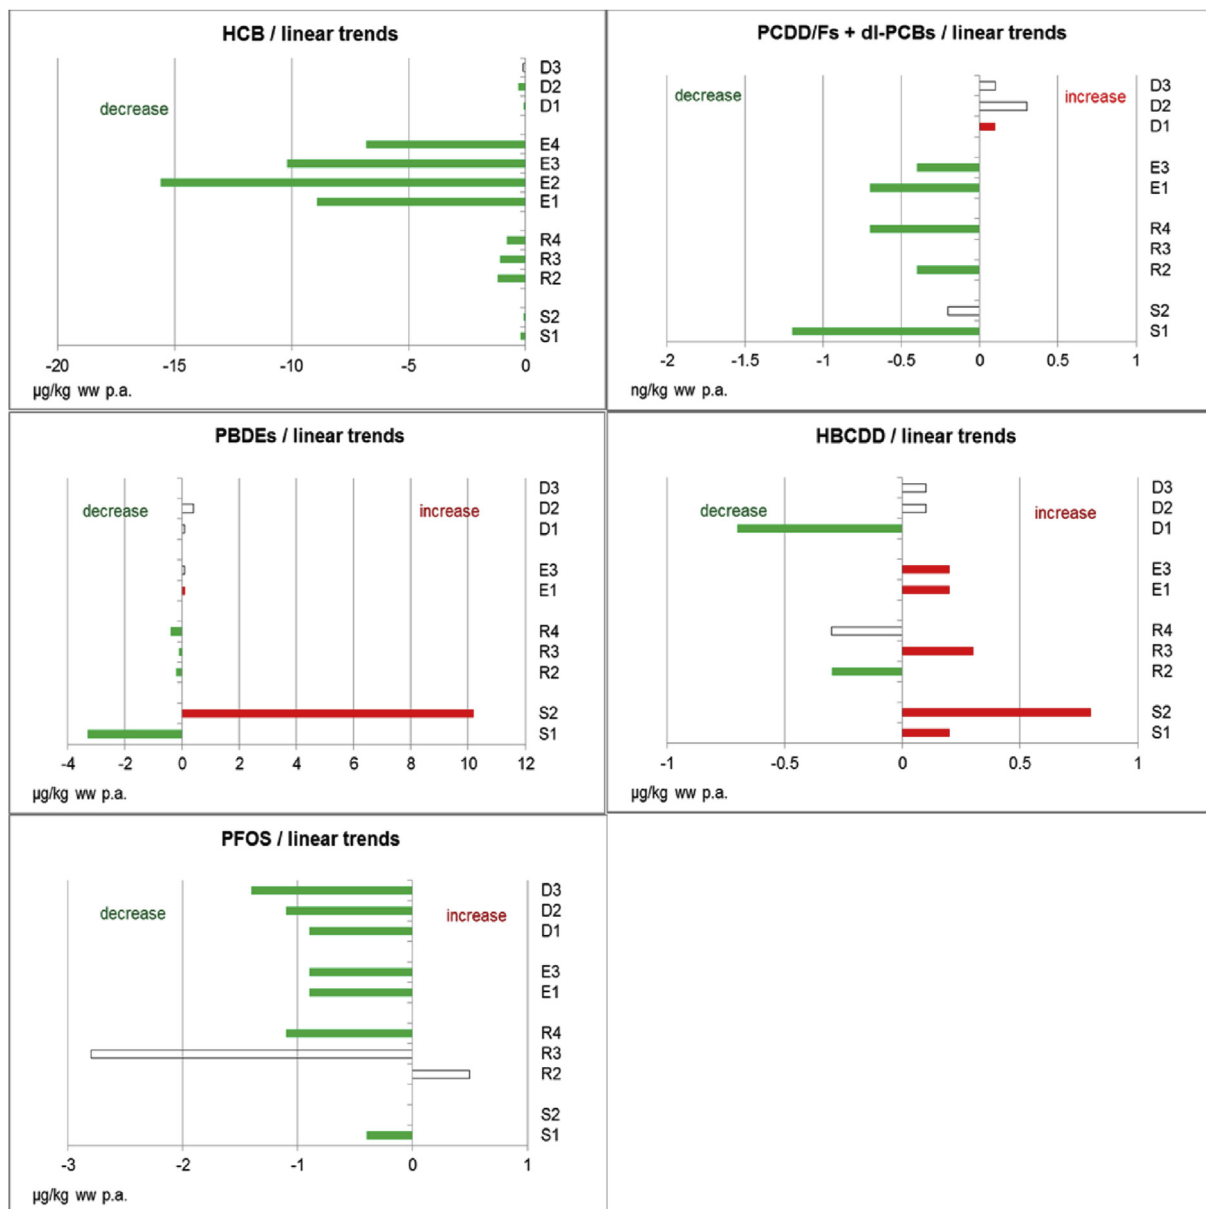 HCB / linear trends
-20 -15 -10 -5 0
decrease
D3
D2
D1
E4
E3
E2
E1
R4
R3
R2
S2
S1
µg/kg ww p.a.
PCDD/Fs + dl-PCBs / linear trends
decrease
increase
D3
D2
D1
E3
E1
R4
R3
R2
S2
S1
-2 -1.5 -1 -0.5 0 0.5 1
ng/kg ww p.a.
PBDEs / linear trends
decrease
increase
D3
D2
D1
E3
E1
R4
R3
R2
S2
S1
-4 -2 0 2 4 6 8 10 12
µg/kg ww p.a.
HBCDD / linear trends
decrease
increase
D3
D2
D1
E3
E1
R4
R3
R2
S2
S1
-1 -0.5 0 0.5 1
µg/kg ww p.a.
PFOS / linear trends
decrease
increase
D3
D2
D1
E3
E1
R4
R3
R2
S2
S1
-3 -2 -1 0 1
µg/kg ww p.a.